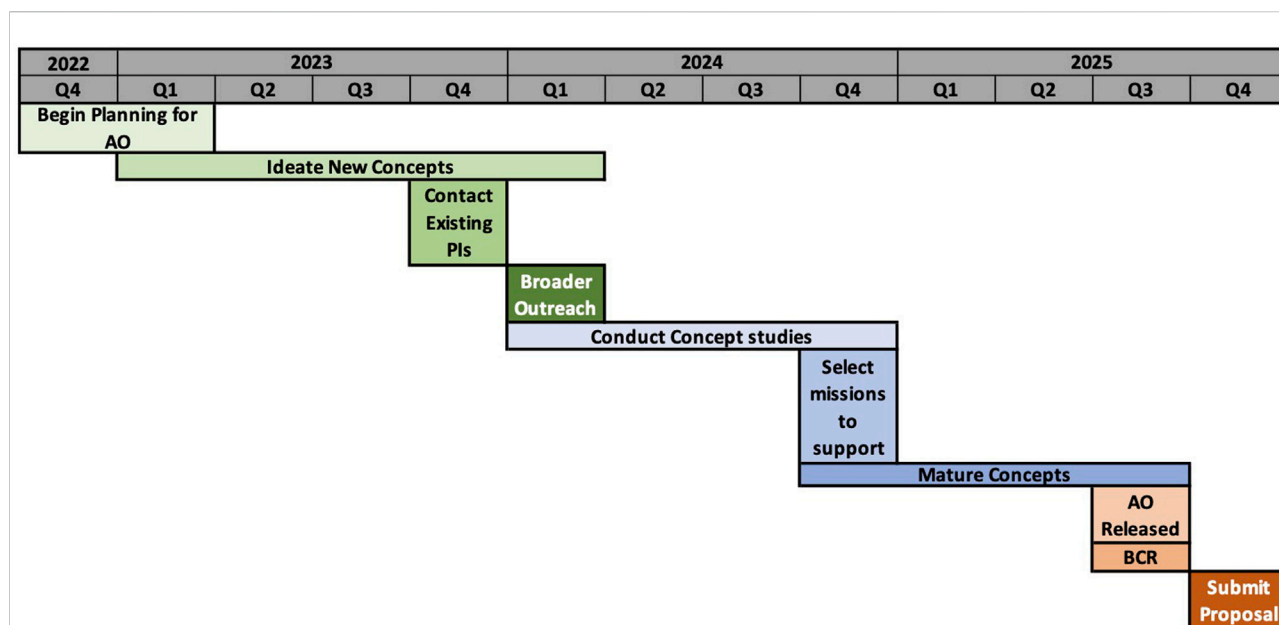 2022 2023 2024 2025
Q4 Q1 Q2 Q3 Q4 Q1 Q2 Q3 Q4 Q1 Q2 Q3 Q4
Begin Planning for
AO
Ideate New Concepts
Contact
Existing
PIs
Broader
Outreach
Conduct Concept studies
Select
missions
to
support
Mature Concepts
AO
Released
BCR
Submit
Proposal